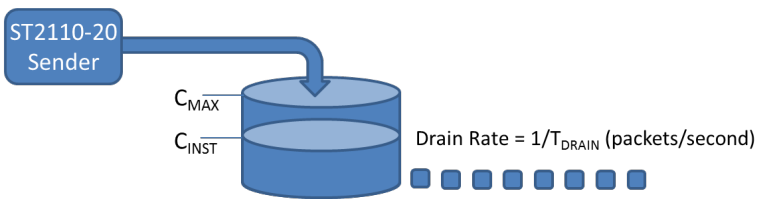 ST2110-20
Sender
CMAX
CINST
Drain Rate = 1/TDRAIN (packets/second)